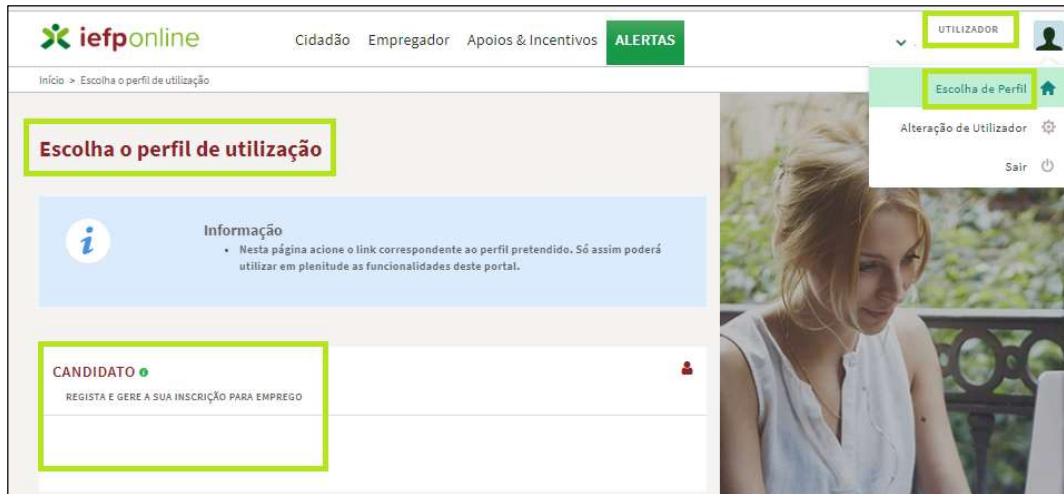 iefponline
Cidadão Empregador Apoios & Incentivos ALERTAS
UTILIZADOR
Início > Escolha o perfil de utilização
Escolha de Perfil
Alteração de Utilizador
Sair
Escolha o perfil de utilização
Informação
• Nesta página acione o link correspondente ao perfil pretendido. Só assim poderá
utilizar em plenitude as funcionalidades deste portal.
CANDIDATO
REGISTA E GERE A SUA INSCRIÇÃO PARA EMPREGO